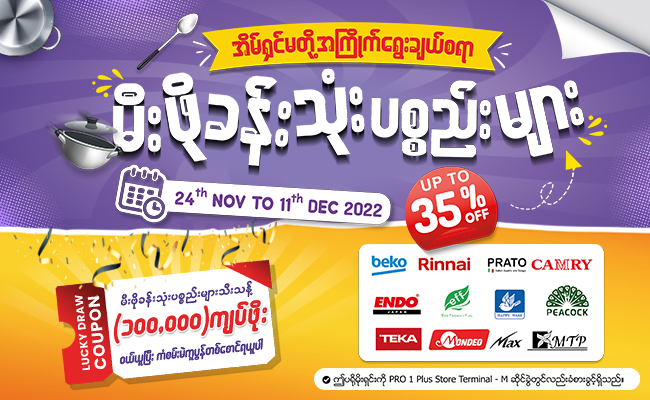 အိမ်ရှင်မတို့အကြိုက်ရွေးချယ်စရာ
မီးဖိုခန်းသုံးပစ္စည်းများ
24th NOV TO 11th DEC 2022
UP TO
35% OFF
beko Rinnai PRATO CAMRY
ENDO JAPAN eff HAPPY WARE PEACOCK
TEKA MONDEO Max MTP
LUCKY DRAW
COUPON
မီးဖိုခန်းသုံးပစ္စည်းများသီးသန့်
(၁၀၀,၀၀၀)ကျပ်ဖိုး
ဝယ်ယူပြီး ကံစမ်းမဲကူပွန်တစ်စောင်ရယူပါ
ဤပရိုမိုးရှင်းကို PRO 1 Plus Store Terminal - M ဆိုင်ခွဲတွင်လည်းခံစားခွင့်ရှိသည်။